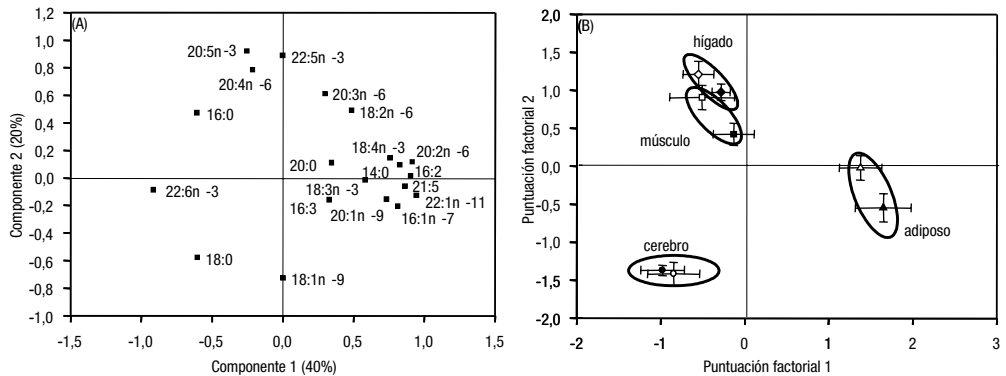 (A)
1,2
1,0
0,8
0,6
0,4
0,2
0,0
-0,2
-0,4
-0,6
-0,8
-1,0
Componente 2 (20%)
20:5n -3
22:5n -3
20:4n -6
20:3n -6
16:0
18:2n -6
18:4n -3
20:2n -6
20:0
14:0
16:2
22:6n -3
18:3n -3
21:5
16:3
22:1n -11
20:1n -9
16:1n -7
18:0
18:1n -9
-1,5
-1,0
-0,5
0,0
0,5
1,0
1,5
Componente 1 (40%)
(B)
2,0
1,5
1,0
0,5
0,0
-0,5
-1,0
-1,5
-2,0
Puntuación factorial 2
hígado
músculo
adiposo
cerebro
-2
-1
0
1
2
3
Puntuación factorial 1